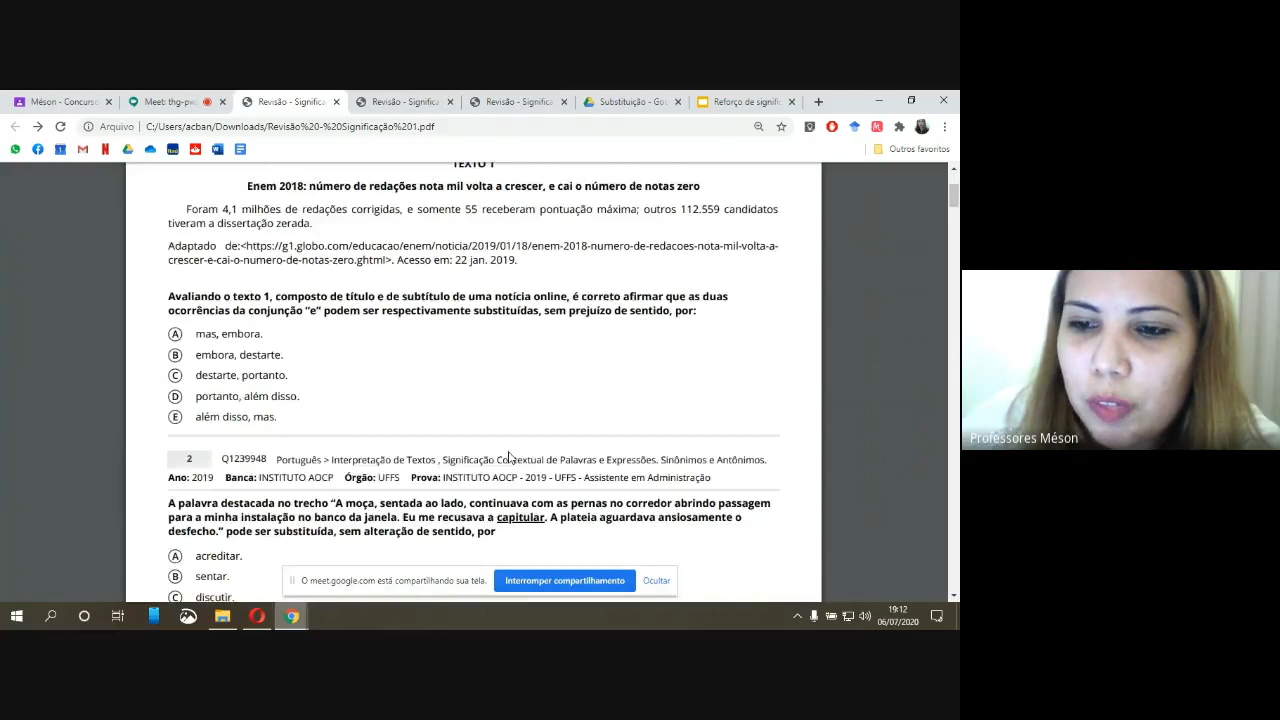 Méson - Concurs
Meet: thg-pw
Revisão - Significa
Revisão - Significa
Revisão - Significa
Substituição - Goo
Reforço de signific
Arquivo | C:/Users/acban/Downloads/Revisão%20-%20Significação%201.pdf
Outros favoritos
TEXTO 1
Enem 2018: número de redações nota mil volta a crescer, e cai o número de notas zero
Foram 4,1 milhões de redações corrigidas, e somente 55 receberam pontuação máxima; outros 112.559 candidatos
tiveram a dissertação zerada.
Adaptado de:<https://g1.globo.com/educacao/enem/noticia/2019/01/18/enem-2018-numero-de-redacoes-nota-mil-volta-a-
crescer-e-cai-o-numero-de-notas-zero.ghtml>. Acesso em: 22 jan. 2019.
Avaliando o texto 1, composto de título e de subtítulo de uma notícia online, é correto afirmar que as duas
ocorrências da conjunção “e” podem ser respectivamente substituídas, sem prejuízo de sentido, por:
A mas, embora.
B embora, destarte.
C destarte, portanto.
D portanto, além disso.
E além disso, mas.
2 Q1239948 Português > Interpretação de Textos , Significação Contextual de Palavras e Expressões. Sinônimos e Antônimos.
Ano: 2019 Banca: INSTITUTO AOCP Órgão: UFFS Prova: INSTITUTO AOCP - 2019 - UFFS - Assistente em Administração
A palavra destacada no trecho “A moça, sentada ao lado, continuava com as pernas no corredor abrindo passagem
para a minha instalação no banco da janela. Eu me recusava a capitular. A plateia aguardava ansiosamente o
desfecho.” pode ser substituída, sem alteração de sentido, por
A acreditar.
B sentar.
C discutir.
O meet.google.com está compartilhando sua tela.
Interromper compartilhamento
Ocultar
Professores Méson
19:12
06/07/2020